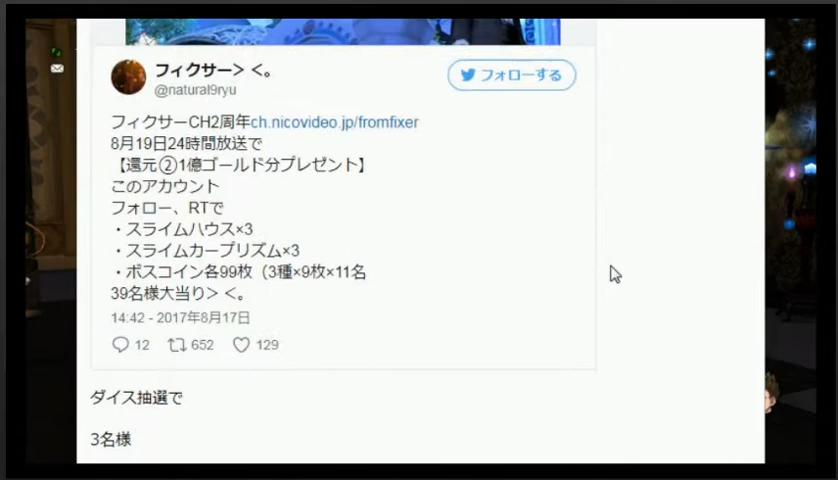 フィクサー＞＜。
@natural9ryu
フォローする
フィクサーCH2周年ch.nicovideo.jp/fromfixer
8月19日24時間放送で
【還元②1億ゴールド分プレゼント】
このアカウント
フォロー、RTで
・スライムハウス×3
・スライムカープリズム×3
・ボスコイン各99枚（3種×9枚×11名
39名様大当り＞＜。
14:42 - 2017年8月17日
12 652 129
ダイス抽選で
3名様